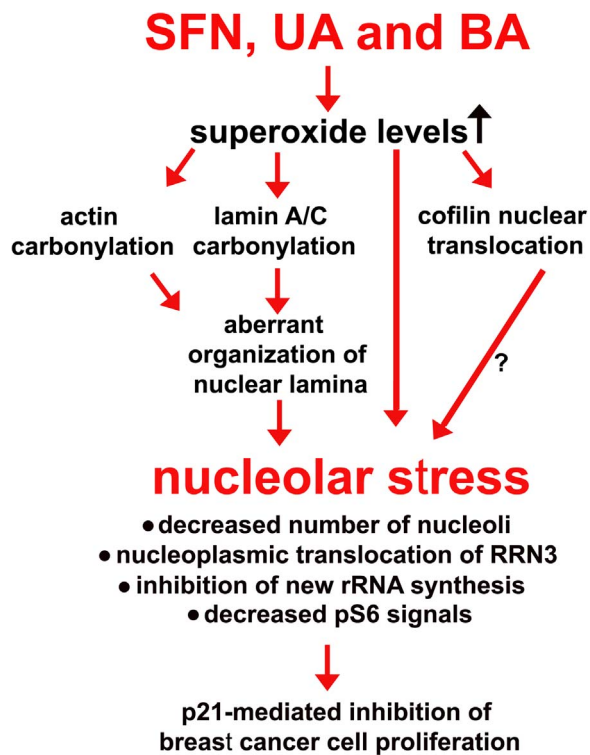 SFN, UA and BA
superoxide levels
actin
carbonylation
lamin A/C
carbonylation
cofilin nuclear
translocation
aberrant
organization of
nuclear lamina
?
nucleolar stress
● decreased number of nucleoli
● nucleoplasmic translocation of RRN3
● inhibition of new rRNA synthesis
● decreased pS6 signals
p21-mediated inhibition of
breast cancer cell proliferation